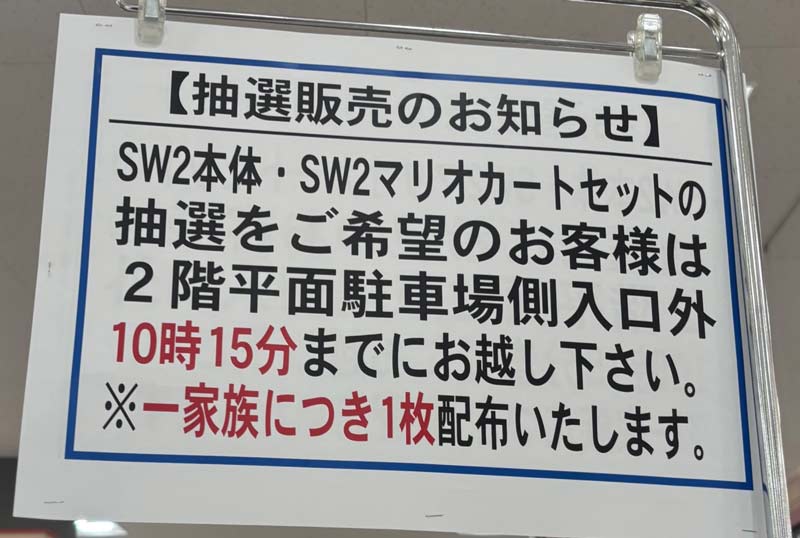 【抽選販売のお知らせ】
SW2本体・SW2マリオカートセットの
抽選をご希望のお客様は
２階平面駐車場側入口外
10時15分までにお越し下さい。
※一家族につき1枚配布いたします。